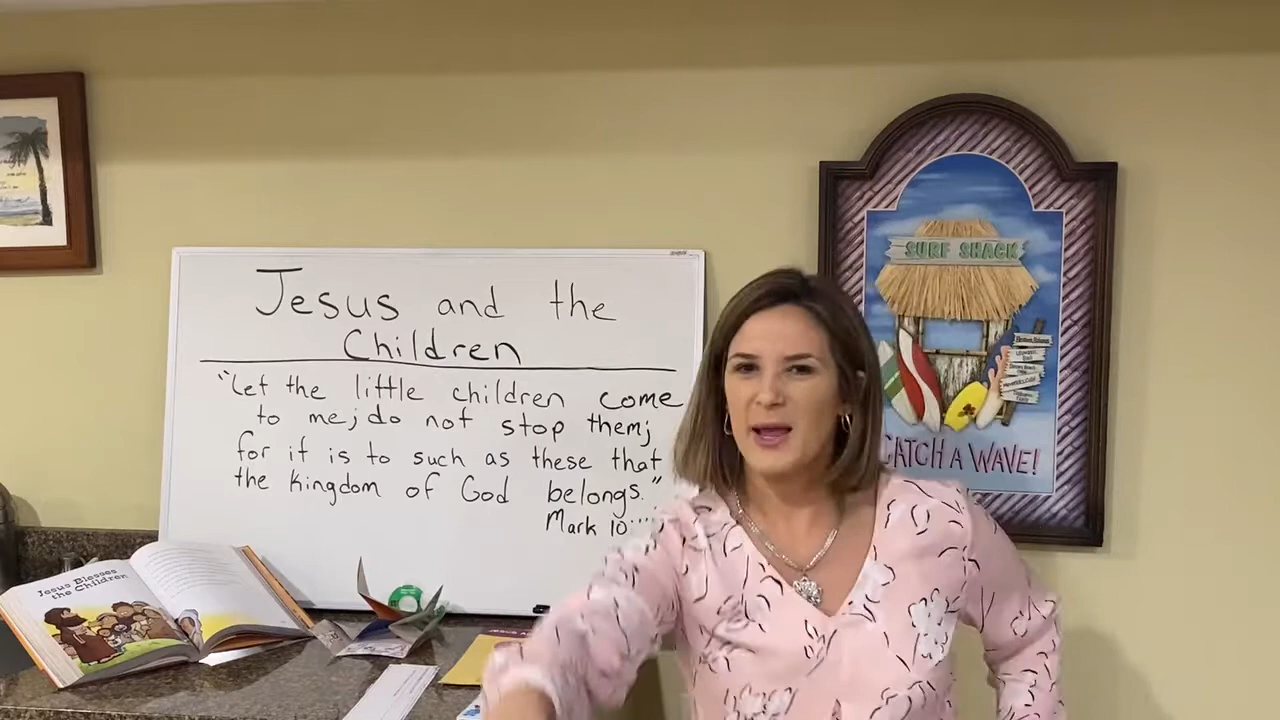 Jesus and the
Children
"Let the little children come
to me; do not stop them;
for it is to such as these that
the kingdom of God belongs."
Mark 10:
Jesus Blesses
the Children
SURF SHACK
CATCH A WAVE!